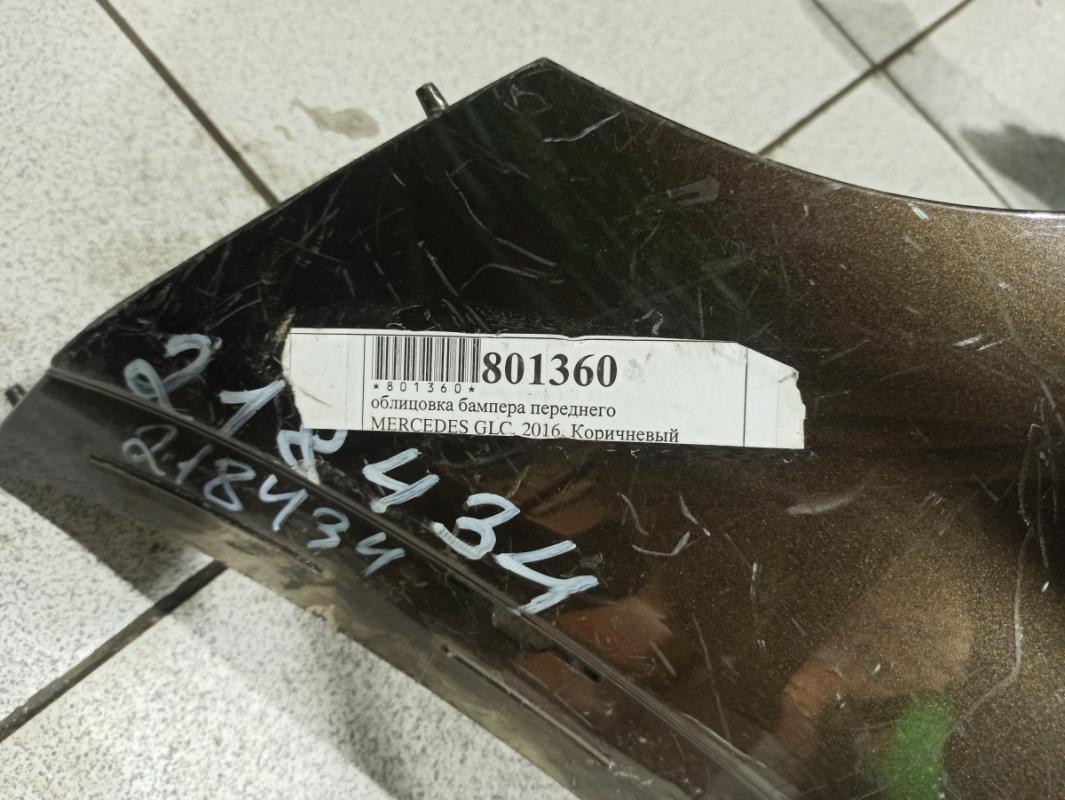 801360
*801360*
облицовка бампера переднего
MERCEDES GLC, 2016, Коричневый
218434
218434